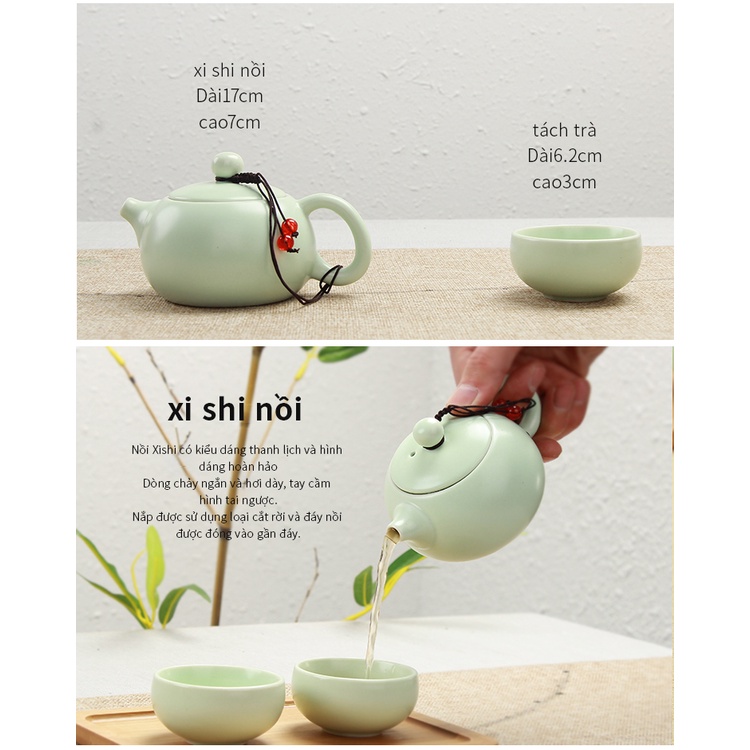 xi shi nồi
Dài17cm
cao7cm
tách trà
Dài6.2cm
cao3cm
xi shi nồi
Nồi Xishi có kiểu dáng thanh lịch và hình
dáng hoàn hảo
Dòng chảy ngắn và hơi dày, tay cầm
hình tai ngược.
Nắp được sử dụng loại cắt rời và đáy nồi
được đóng vào gần đáy.